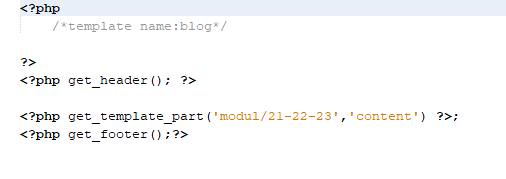 <?php
/*template name:blog*/
?>
<?php get_header(); ?>
<?php get_template_part('modul/21-22-23','content') ?>;
<?php get_footer();?>